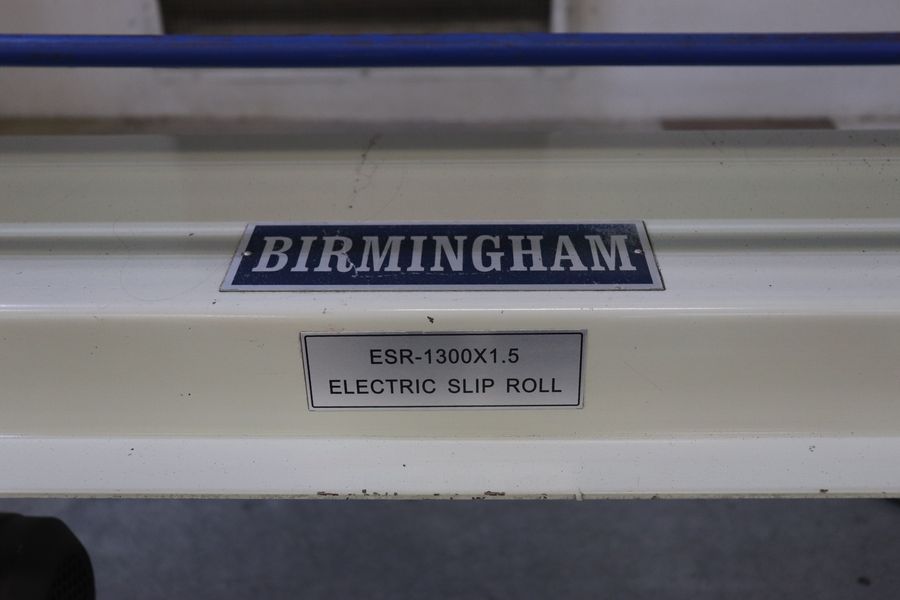 BIRMINGHAM
ESR-1300X1.5
ELECTRIC SLIP ROLL